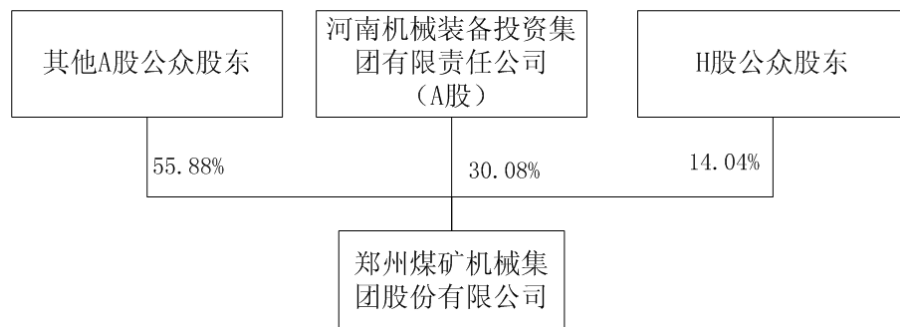 其他A股公众股东
河南机械装备投资集
团有限责任公司
（A股）
H股公众股东
55.88%
30.08%
14.04%
郑州煤矿机械集
团股份有限公司